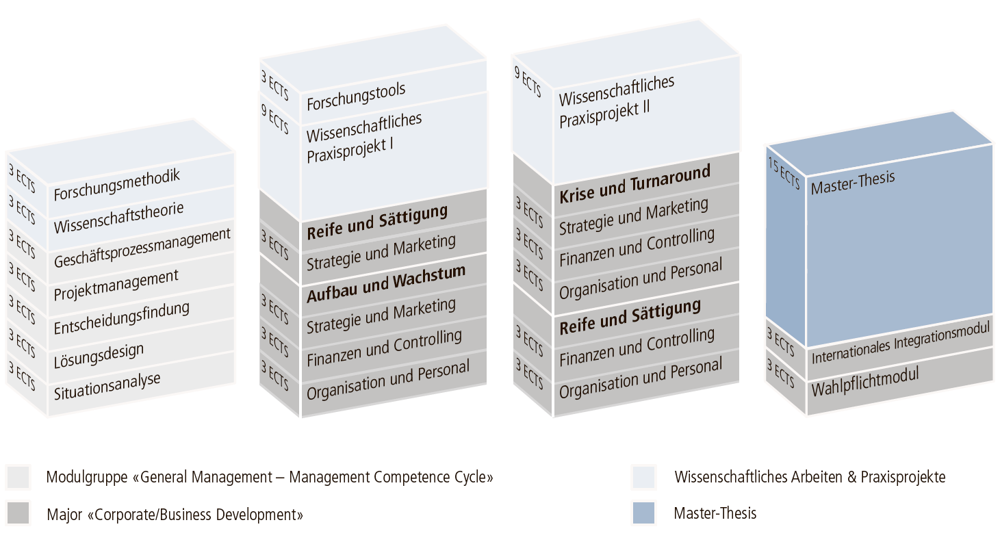 3 ECTS
Forschungsmethodik
3 ECTS
Wissenschaftstheorie
3 ECTS
Geschäftsprozessmanagement
3 ECTS
Projektmanagement
3 ECTS
Entscheidungsfindung
3 ECTS
Lösungsdesign
3 ECTS
Situationsanalyse
3 ECTS
Forschungstools
9 ECTS
Wissenschaftliches
Praxisprojekt I
Reife und Sättigung
3 ECTS
Strategie und Marketing
Aufbau und Wachstum
3 ECTS
Strategie und Marketing
3 ECTS
Finanzen und Controlling
3 ECTS
Organisation und Personal
9 ECTS
Wissenschaftliches
Praxisprojekt II
Krise und Turnaround
3 ECTS
Strategie und Marketing
3 ECTS
Finanzen und Controlling
3 ECTS
Organisation und Personal
Reife und Sättigung
3 ECTS
Finanzen und Controlling
3 ECTS
Organisation und Personal
15 ECTS
Master-Thesis
3 ECTS
Internationales Integrationsmodul
3 ECTS
Wahlpflichtmodul
Modulgruppe «General Management – Management Competence Cycle»
Major «Corporate/Business Development»
Wissenschaftliches Arbeiten & Praxisprojekte
Master-Thesis